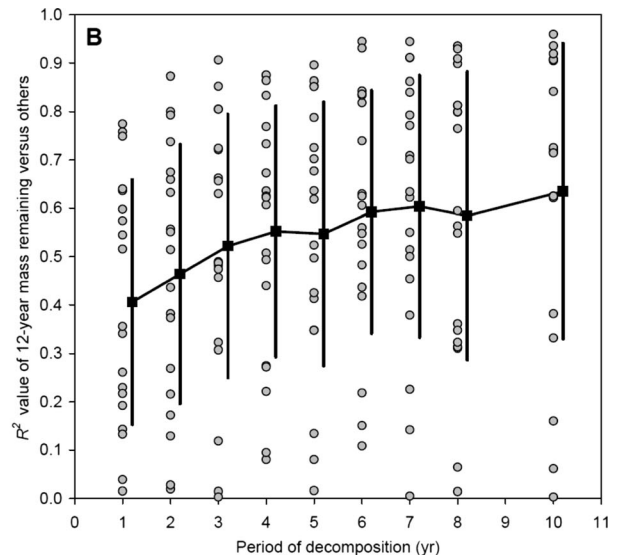 B
R² value of 12-year mass remaining versus others
1.0
0.9
0.8
0.7
0.6
0.5
0.4
0.3
0.2
0.1
0.0
0 1 2 3 4 5 6 7 8 9 10 11
Period of decomposition (yr)